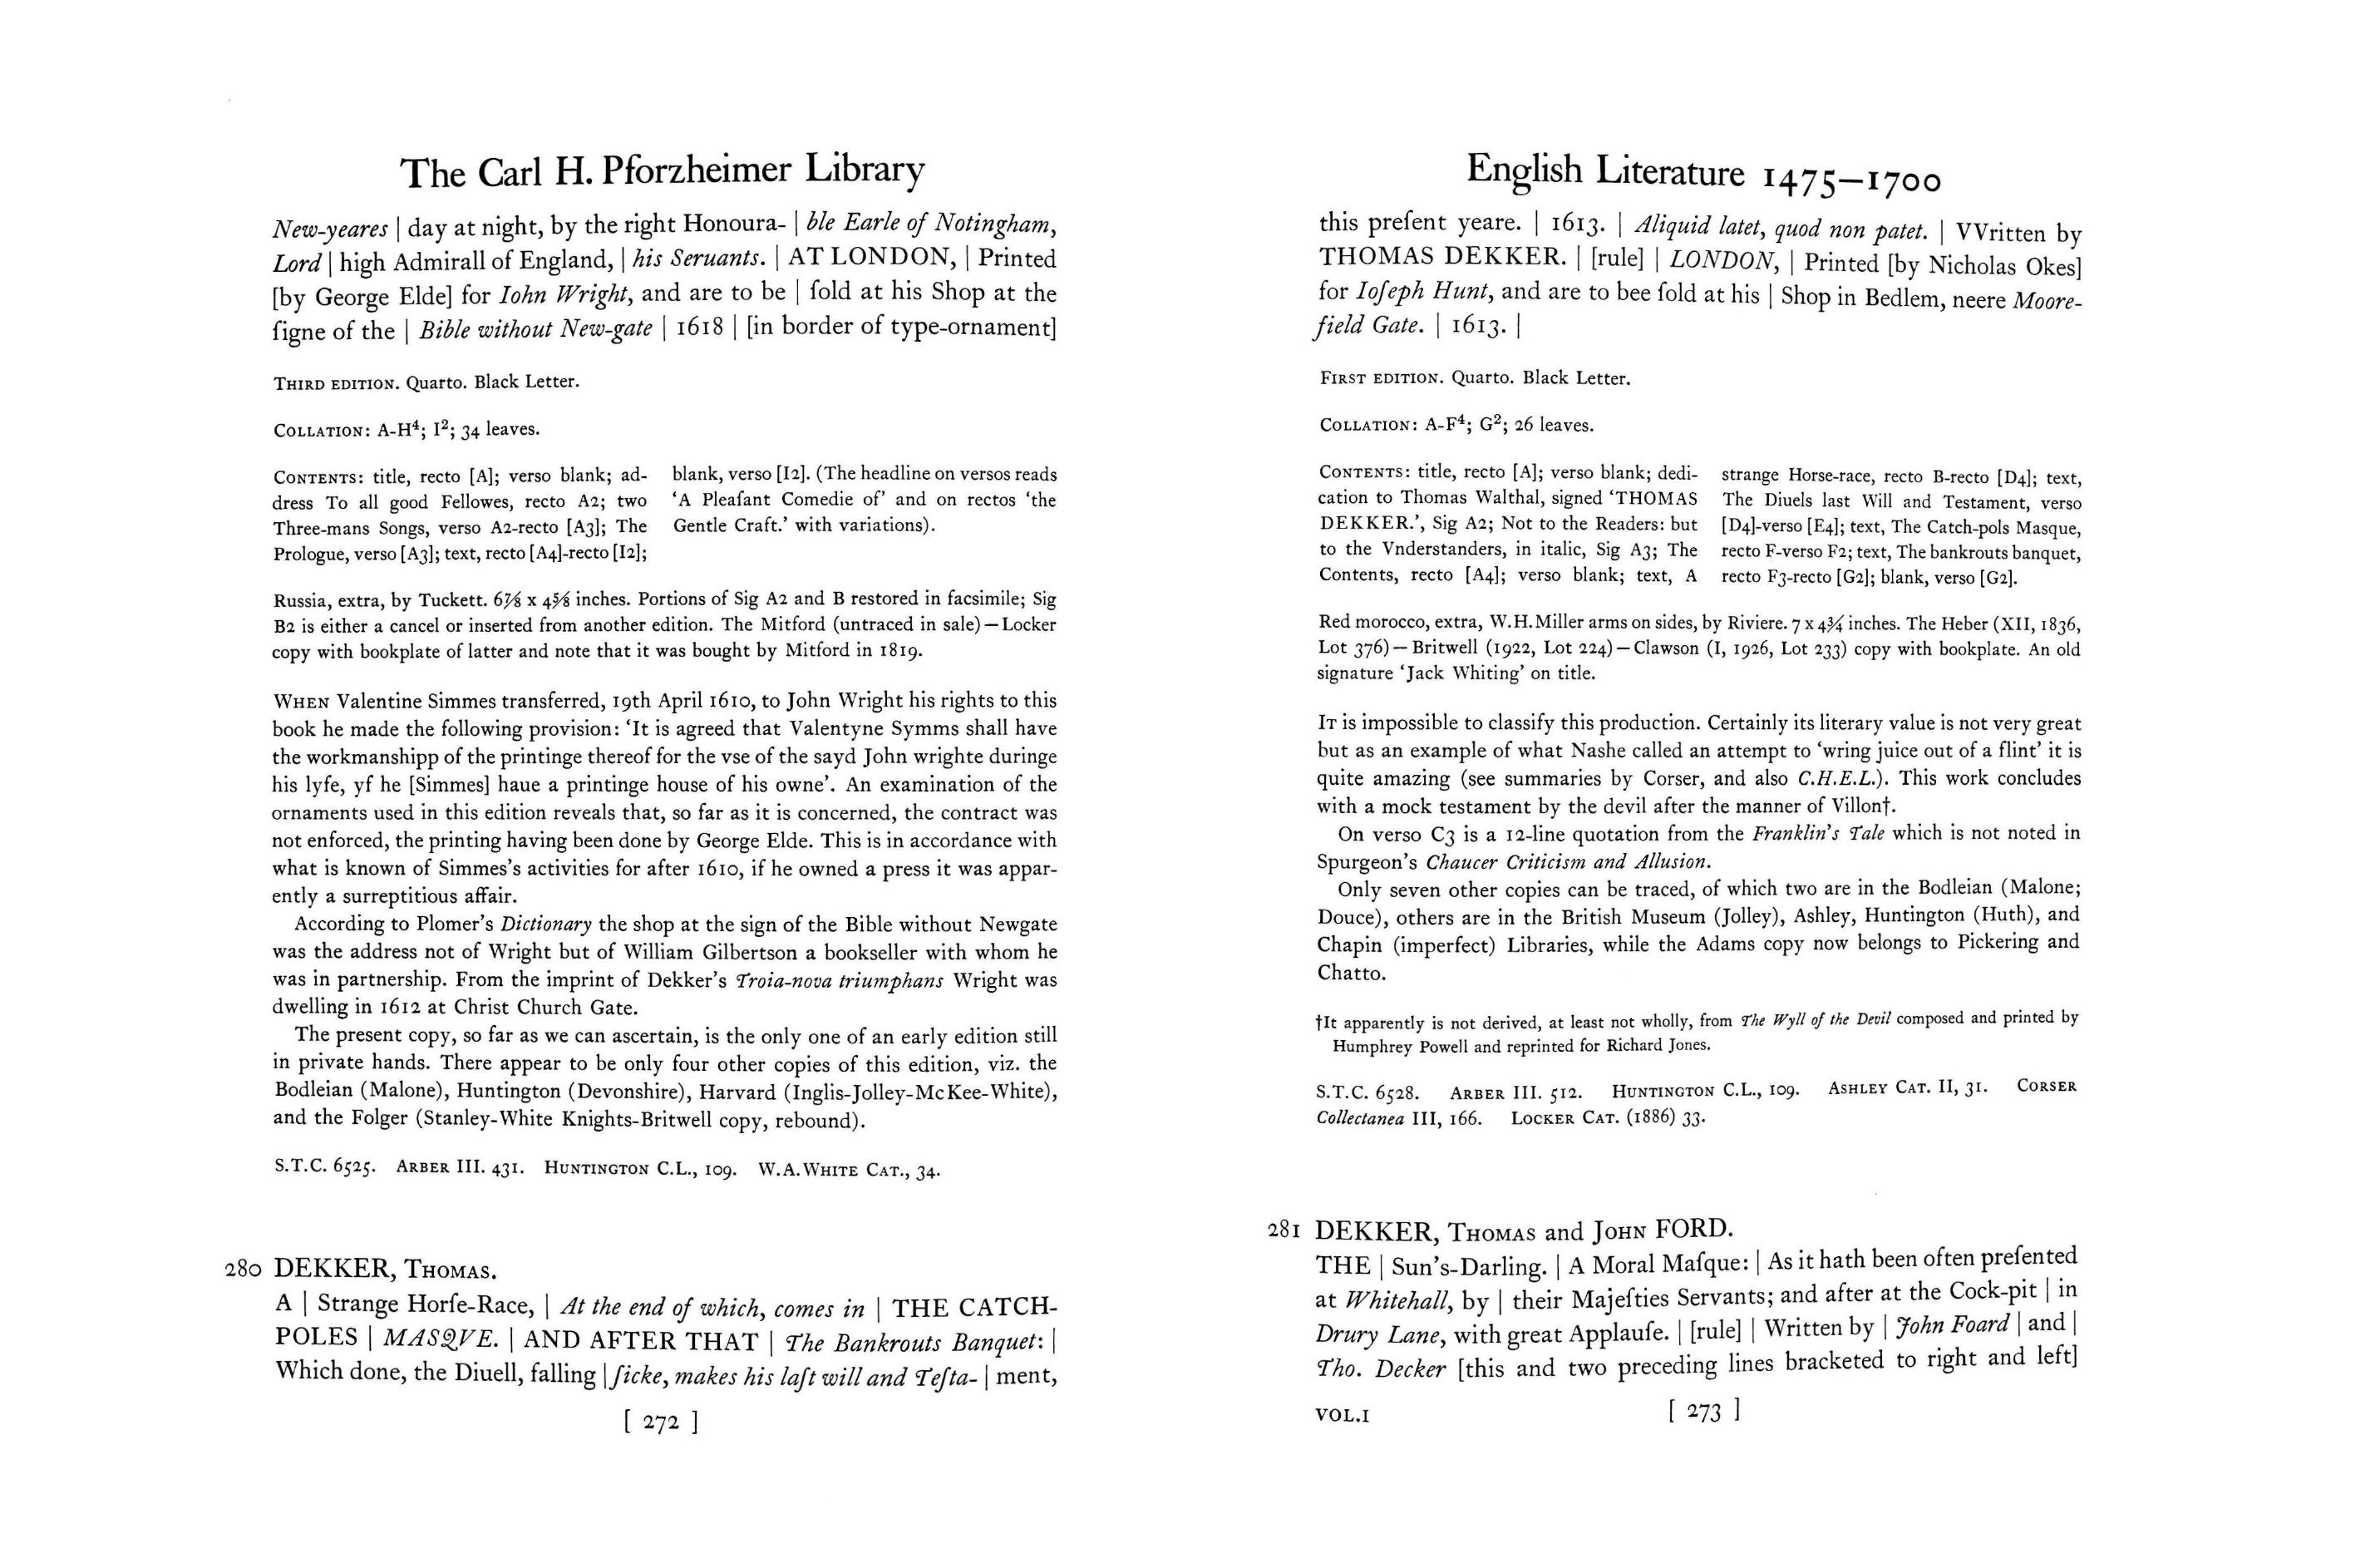 The Carl H. Pforzheimer Library
New-yeares | day at night, by the right Honoura- | ble Earle of Notingham,
Lord | high Admirall of England, | his Seruants. | AT LONDON, | Printed
[by George Elde] for Iohn Wright, and are to be | ſold at his Shop at the
ſigne of the | Bible without New-gate | 1618 | [in border of type-ornament]
THIRD EDITION. Quarto. Black Letter.
COLLATION: A-H⁴; I²; 34 leaves.
CONTENTS: title, recto [A]; verso blank; ad-
dress To all good Fellowes, recto A2; two
Three-mans Songs, verso A2-recto [A3]; The
Prologue, verso [A3]; text, recto [A4]-recto [I2];
blank, verso [I2]. (The headline on versos reads
‘A Pleaſant Comedie of’ and on rectos ‘the
Gentle Craft.’ with variations).
Russia, extra, by Tuckett. 6⅞ x 4⅝ inches. Portions of Sig A2 and B restored in facsimile; Sig
B2 is either a cancel or inserted from another edition. The Mitford (untraced in sale)—Locker
copy with bookplate of latter and note that it was bought by Mitford in 1819.
WHEN Valentine Simmes transferred, 19th April 1610, to John Wright his rights to this
book he made the following provision: ‘It is agreed that Valentyne Symms shall have
the workmanshipp of the printinge thereof for the vse of the sayd John wrighte duringe
his lyfe, yf he [Simmes] haue a printinge house of his owne’. An examination of the
ornaments used in this edition reveals that, so far as it is concerned, the contract was
not enforced, the printing having been done by George Elde. This is in accordance with
what is known of Simmes’s activities for after 1610, if he owned a press it was appar-
ently a surreptitious affair.
According to Plomer’s Dictionary the shop at the sign of the Bible without Newgate
was the address not of Wright but of William Gilbertson a bookseller with whom he
was in partnership. From the imprint of Dekker’s Troia-nova triumphans Wright was
dwelling in 1612 at Christ Church Gate.
The present copy, so far as we can ascertain, is the only one of an early edition still
in private hands. There appear to be only four other copies of this edition, viz. the
Bodleian (Malone), Huntington (Devonshire), Harvard (Inglis-Jolley-McKee-White),
and the Folger (Stanley-White Knights-Britwell copy, rebound).
S.T.C. 6525. ARBER III. 431. HUNTINGTON C.L., 109. W.A.WHITE CAT., 34.
280 DEKKER, THOMAS.
A | Strange Horſe-Race, | At the end of which, comes in | THE CATCH-
POLES | MASQVE. | AND AFTER THAT | The Bankrouts Banquet: |
Which done, the Diuell, falling | ſicke, makes his laſt will and Teſta- | ment,
[ 272 ]
English Literature 1475—1700
this preſent yeare. | 1613. | Aliquid latet, quod non patet. | VVritten by
THOMAS DEKKER. | [rule] | LONDON, | Printed [by Nicholas Okes]
for Ioſeph Hunt, and are to bee ſold at his | Shop in Bedlem, neere Moore-
field Gate. | 1613. |
FIRST EDITION. Quarto. Black Letter.
COLLATION: A-F⁴; G²; 26 leaves.
CONTENTS: title, recto [A]; verso blank; dedi-
cation to Thomas Walthal, signed ‘THOMAS
DEKKER.’, Sig A2; Not to the Readers: but
to the Vnderstanders, in italic, Sig A3; The
Contents, recto [A4]; verso blank; text, A
strange Horse-race, recto B-recto [D4]; text,
The Diuels last Will and Testament, verso
[D4]-verso [E4]; text, The Catch-pols Masque,
recto F-verso F2; text, The bankrouts banquet,
recto F3-recto [G2]; blank, verso [G2].
Red morocco, extra, W.H.Miller arms on sides, by Riviere. 7 x 4¾ inches. The Heber (XII, 1836,
Lot 376)—Britwell (1922, Lot 224)—Clawson (I, 1926, Lot 233) copy with bookplate. An old
signature ‘Jack Whiting’ on title.
IT is impossible to classify this production. Certainly its literary value is not very great
but as an example of what Nashe called an attempt to ‘wring juice out of a flint’ it is
quite amazing (see summaries by Corser, and also C.H.E.L.). This work concludes
with a mock testament by the devil after the manner of Villon†.
On verso C3 is a 12-line quotation from the Franklin’s Tale which is not noted in
Spurgeon’s Chaucer Criticism and Allusion.
Only seven other copies can be traced, of which two are in the Bodleian (Malone;
Douce), others are in the British Museum (Jolley), Ashley, Huntington (Huth), and
Chapin (imperfect) Libraries, while the Adams copy now belongs to Pickering and
Chatto.
†It apparently is not derived, at least not wholly, from The Wyll of the Devil composed and printed by
Humphrey Powell and reprinted for Richard Jones.
S.T.C. 6528. ARBER III. 512. HUNTINGTON C.L., 109. ASHLEY CAT. II, 31. CORSER
Collectanea III, 166. LOCKER CAT. (1886) 33.
281 DEKKER, THOMAS and JOHN FORD.
THE | Sun’s-Darling. | A Moral Maſque: | As it hath been often preſented
at Whitehall, by | their Majeſties Servants; and after at the Cock-pit | in
Drury Lane, with great Applauſe. | [rule] | Written by | John Foard | and |
Tho. Decker [this and two preceding lines bracketed to right and left]
VOL.I [ 273 ]